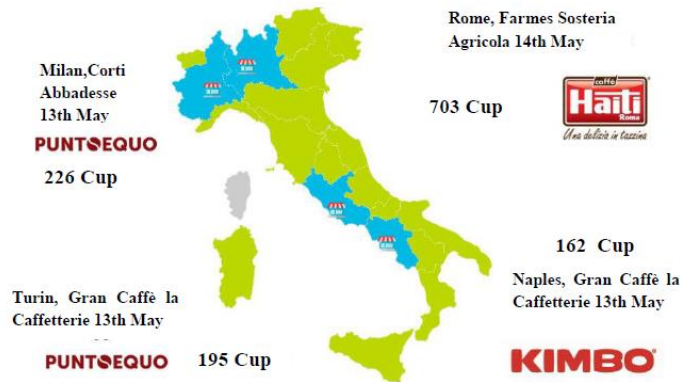 Milan,Corti
Abbadesse
13th May
PUNTOEQUO
226 Cup
Rome, Farmes Sosteria
Agricola 14th May
703 Cup
caffè
Haiti
Roma
Una delizia in tazzina
162 Cup
Naples, Gran Caffè la
Caffetterie 13th May
KIMBO
Turin, Gran Caffè la
Caffetterie 13th May
PUNTOEQUO
195 Cup